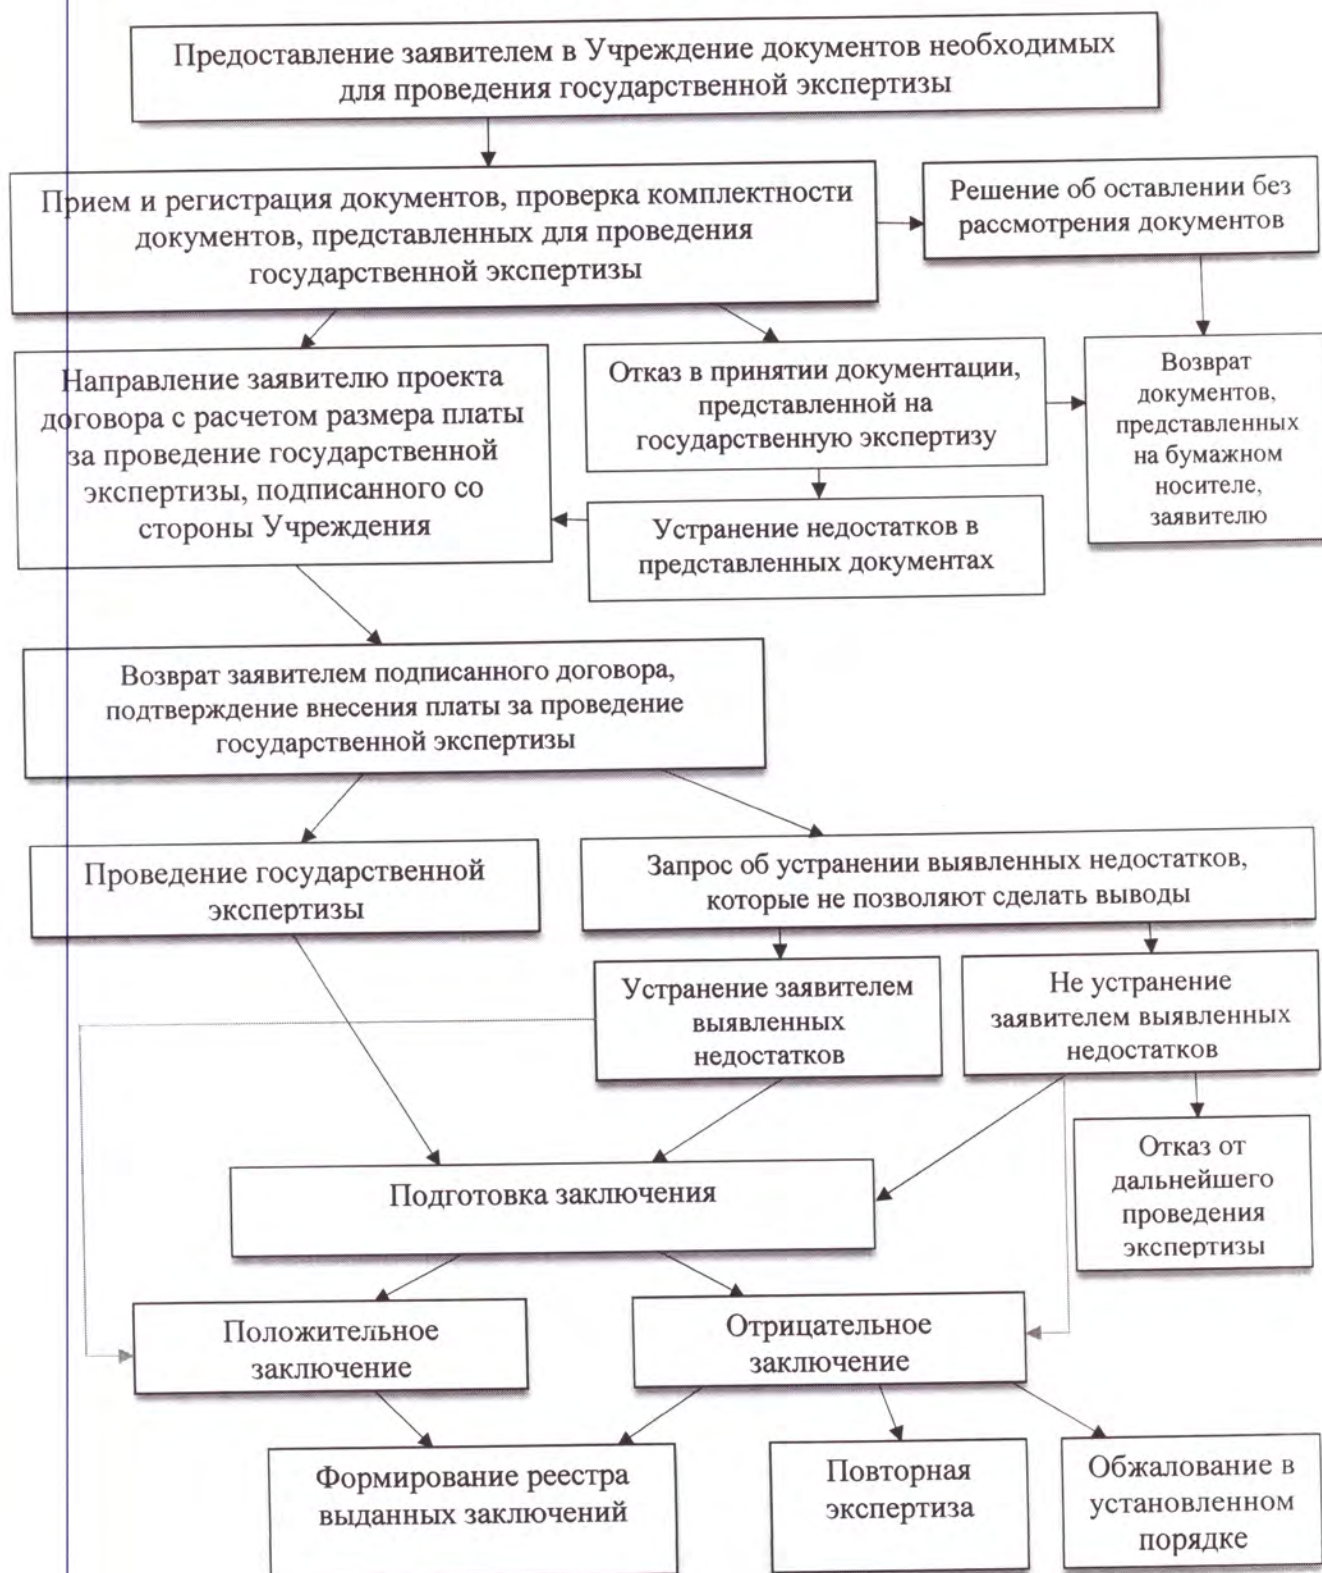 Предоставление заявителем в Учреждение документов необходимых
для проведения государственной экспертизы
Прием и регистрация документов, проверка комплектности
документов, представленных для проведения
государственной экспертизы
Решение об оставлении без
рассмотрения документов
Направление заявителю проекта
договора с расчетом размера платы
за проведение государственной
экспертизы, подписанного со
стороны Учреждения
Отказ в принятии документации,
представленной на
государственную экспертизу
Возврат
документов,
представленных
на бумажном
носителе,
заявителю
Устранение недостатков в
представленных документах
Возврат заявителем подписанного договора,
подтверждение внесения платы за проведение
государственной экспертизы
Проведение государственной
экспертизы
Запрос об устранении выявленных недостатков,
которые не позволяют сделать выводы
Устранение заявителем
выявленных
недостатков
Не устранение
заявителем выявленных
недостатков
Подготовка заключения
Отказ от
дальнейшего
проведения
экспертизы
Положительное
заключение
Отрицательное
заключение
Формирование реестра
выданных заключений
Повторная
экспертиза
Обжалование в
установленном
порядке